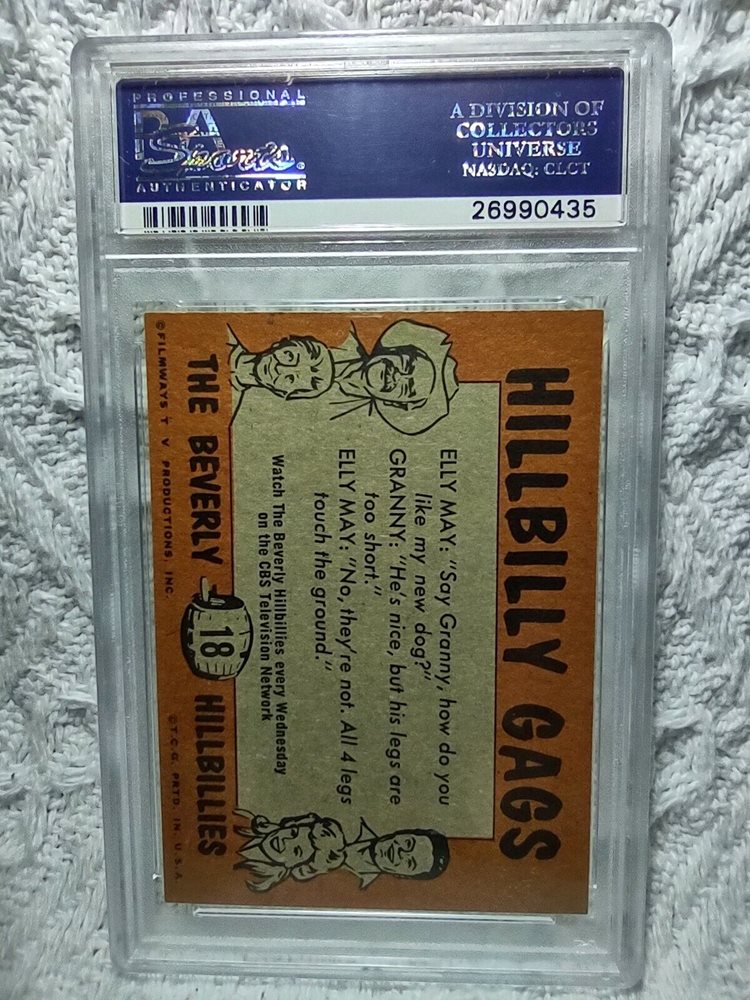 PROFESSIONAL
PSA
Sports
AUTHENTICATOR
A DIVISION OF
COLLECTORS
UNIVERSE
NASDAQ: CLCT
26990435
HILLBILLY GAGS
ELLY MAY: "Say Granny, how do you
like my new dog?"
GRANNY: "He's nice, but his legs are
too short."
ELLY MAY: "No, they're not. All 4 legs
touch the ground."
Watch The Beverly Hillbillies every Wednesday
on the CBS Television Network
THE BEVERLY 18 HILLBILLIES
©FILMWAYS T V PRODUCTIONS, INC. ©T.C.G. PRTD. IN U.S.A.